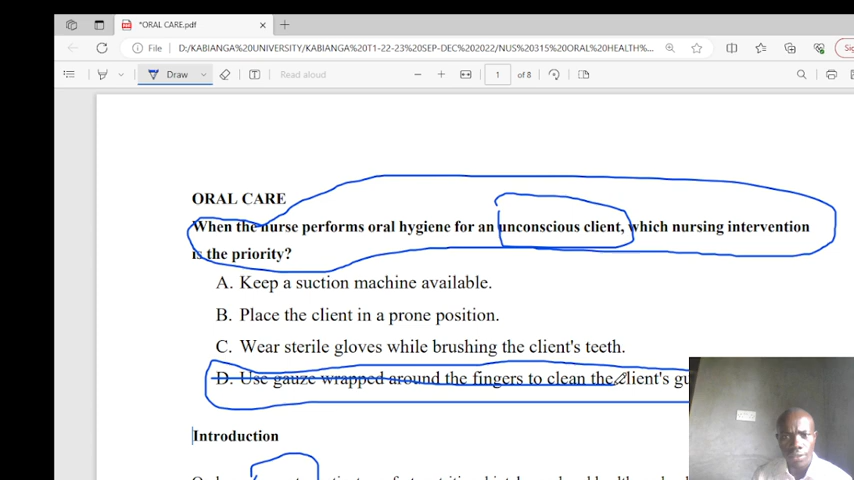 *ORAL CARE.pdf
File D:/KABIANGA%20UNIVERSITY/KABIANGA%20T1-22-23%20SEP-DEC%202022/NUS%20315%20ORAL%20HEALTH%...
Draw Read aloud 1 of 8
ORAL CARE
When the nurse performs oral hygiene for an unconscious client, which nursing intervention
is the priority?
A. Keep a suction machine available.
B. Place the client in a prone position.
C. Wear sterile gloves while brushing the client's teeth.
D. Use gauze wrapped around the fingers to clean the client's gu
Introduction